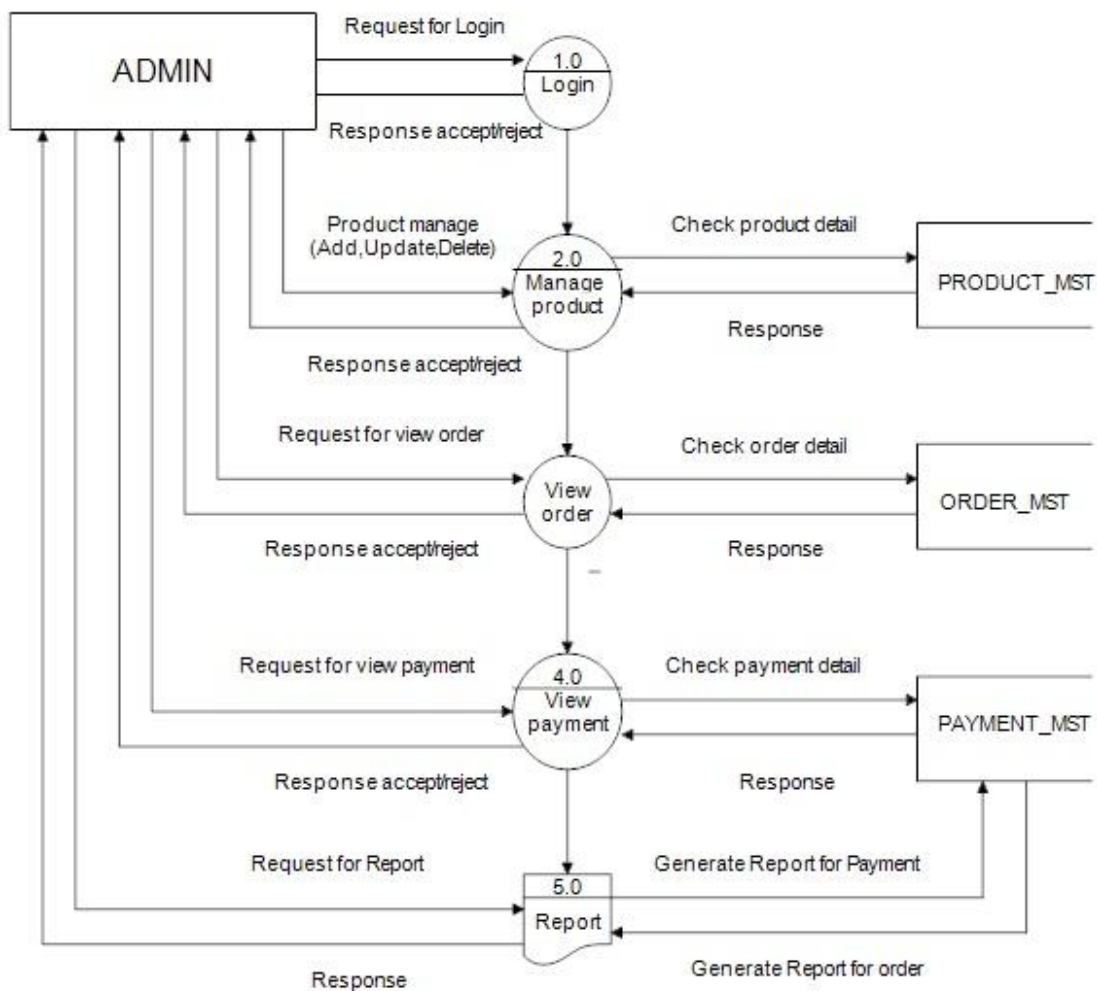 Request for Login
ADMIN
1.0
Login
Response accept/reject
Product manage
(Add,Update,Delete)
Check product detail
2.0
Manage
product
PRODUCT_MST
Response
Response accept/reject
Request for view order
Check order detail
View
order
ORDER_MST
Response accept/reject
Response
Request for view payment
Check payment detail
4.0
View
payment
PAYMENT_MST
Response accept/reject
Response
Request for Report
Generate Report for Payment
5.0
Report
Generate Report for order
Response